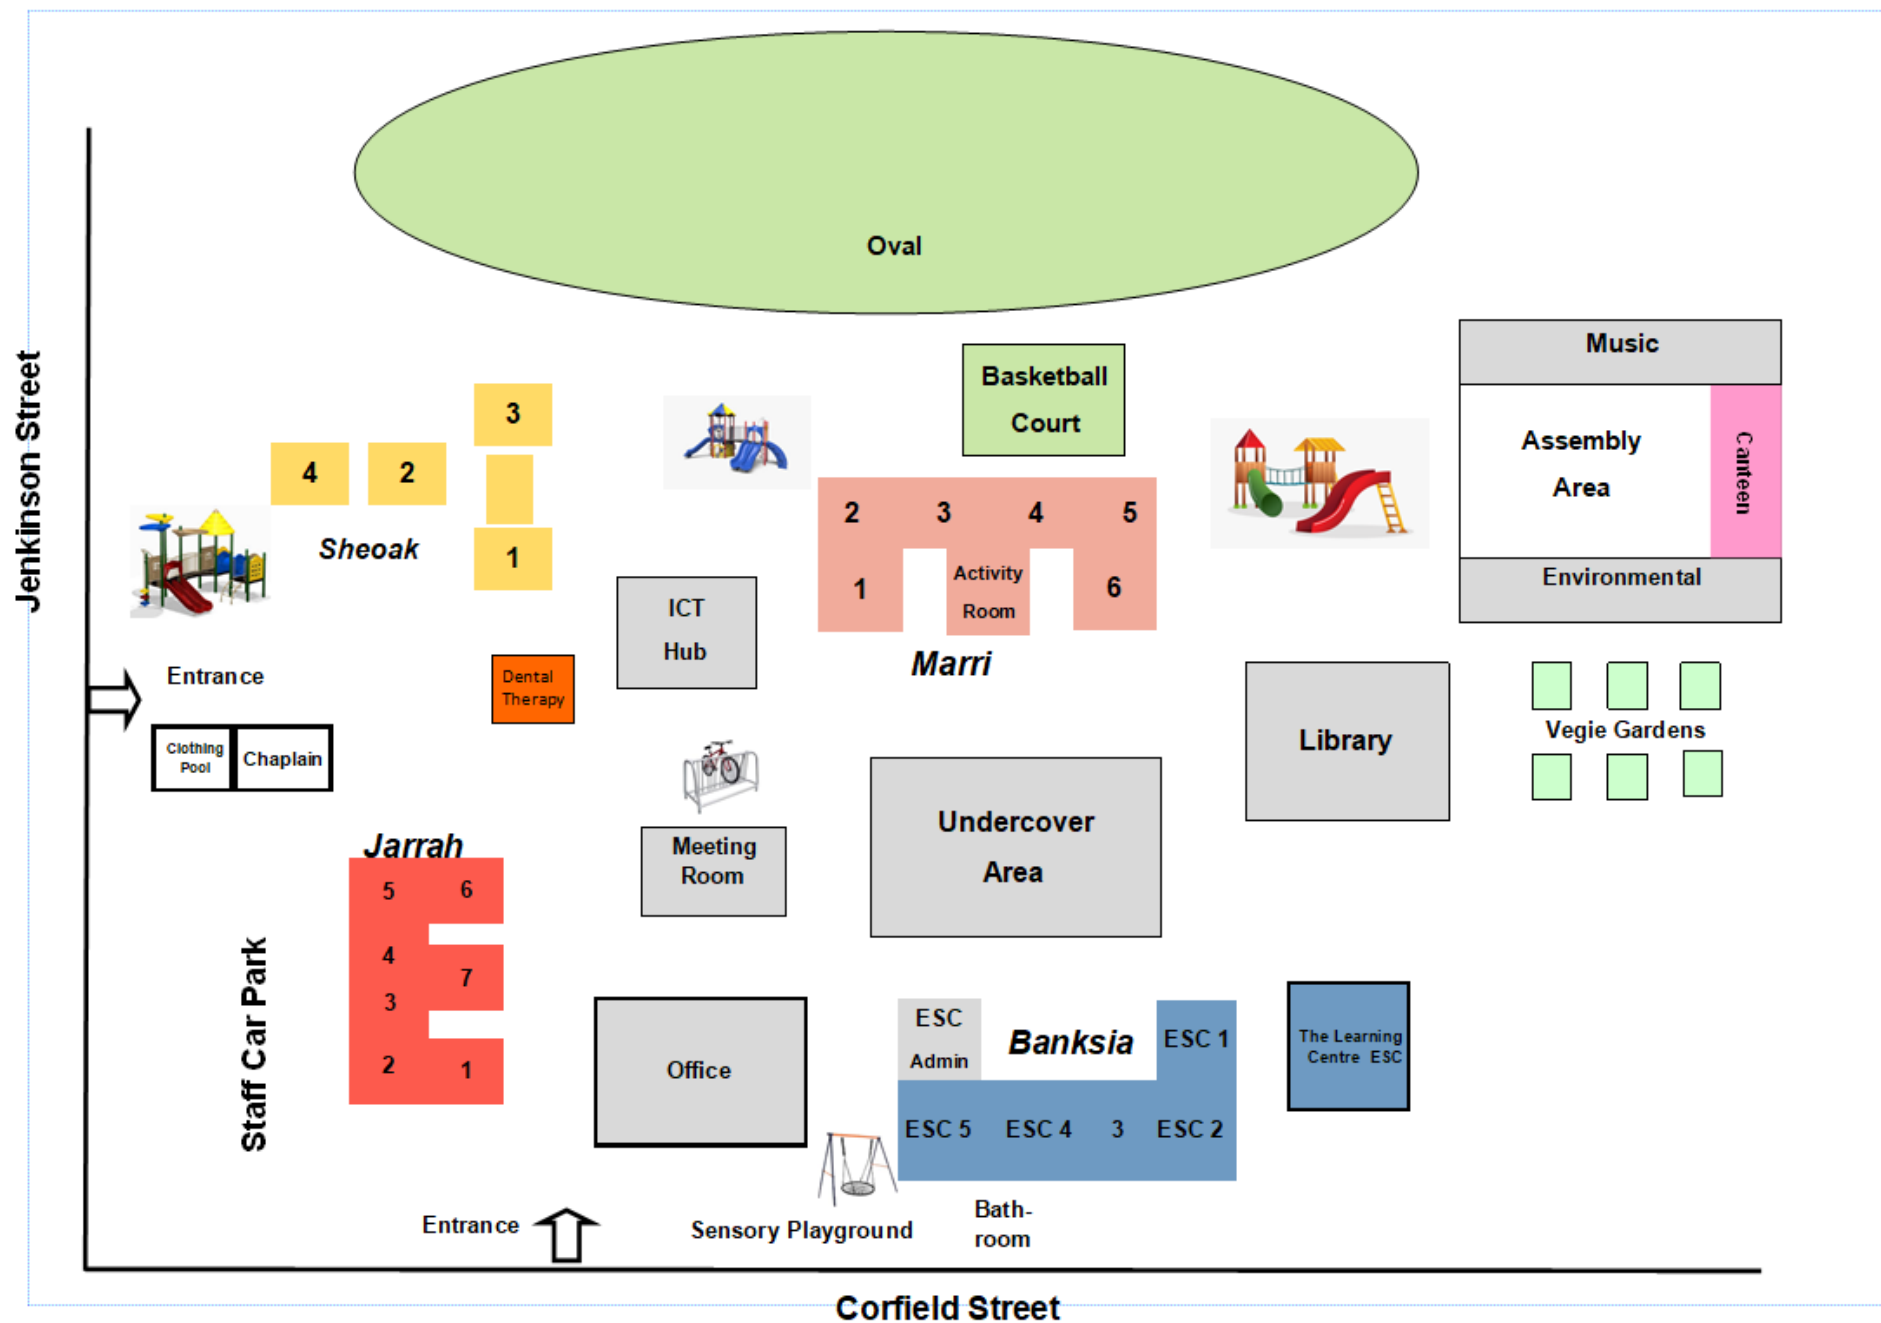 Oval
Jenkinson Street
Music
Basketball
Court
3
Assembly
Area
Canteen
4
2
2
3
4
5
Sheoak
1
Activity
Room
1
6
Environmental
ICT
Hub
Marri
Entrance
Dental
Therapy
Library
Vegie Gardens
Clothing
Pool
Chaplain
Undercover
Area
Jarrah
Meeting
Room
5
6
4
7
3
2
1
Staff Car Park
Office
ESC
Admin
Banksia
ESC 1
The Learning
Centre ESC
ESC 5
ESC 4
3
ESC 2
Entrance
Sensory Playground
Bath-
room
Corfield Street